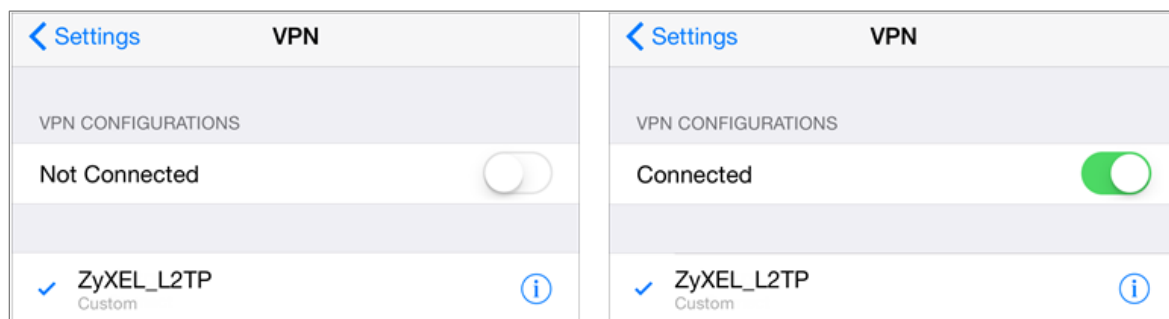 Settings
VPN
VPN CONFIGURATIONS
Not Connected
ZyXEL_L2TP
Custom
Settings
VPN
VPN CONFIGURATIONS
Connected
ZyXEL_L2TP
Custom